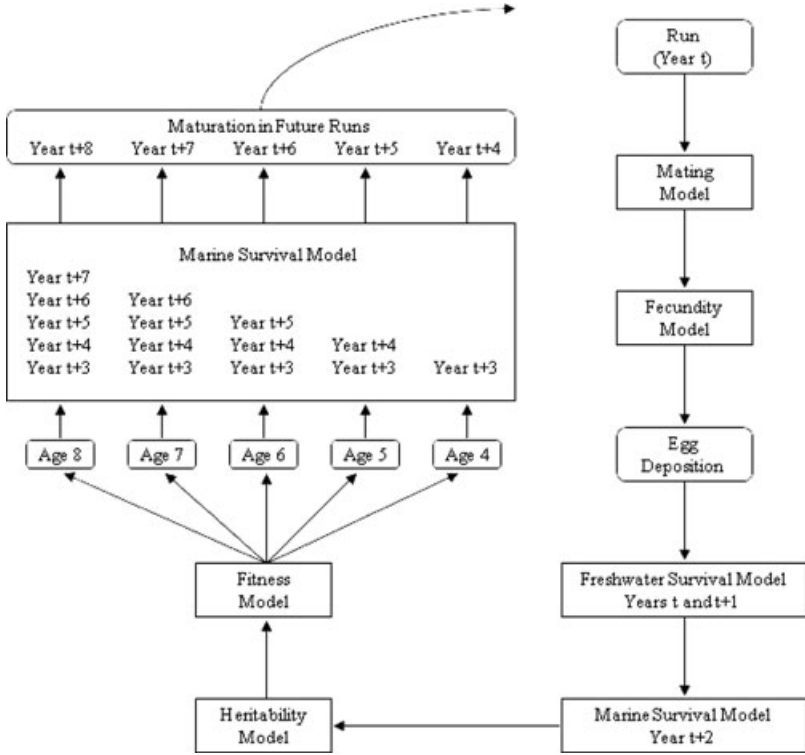 Run
(Year t)
Mating
Model
Fecundity
Model
Egg
Deposition
Freshwater Survival Model
Years t and t+1
Marine Survival Model
Year t+2
Heritability
Model
Fitness
Model
Age 8 Age 7 Age 6 Age 5 Age 4
Marine Survival Model
Year t+7
Year t+6 Year t+6
Year t+5 Year t+5 Year t+5
Year t+4 Year t+4 Year t+4 Year t+4
Year t+3 Year t+3 Year t+3 Year t+3 Year t+3
Maturation in Future Runs
Year t+8 Year t+7 Year t+6 Year t+5 Year t+4